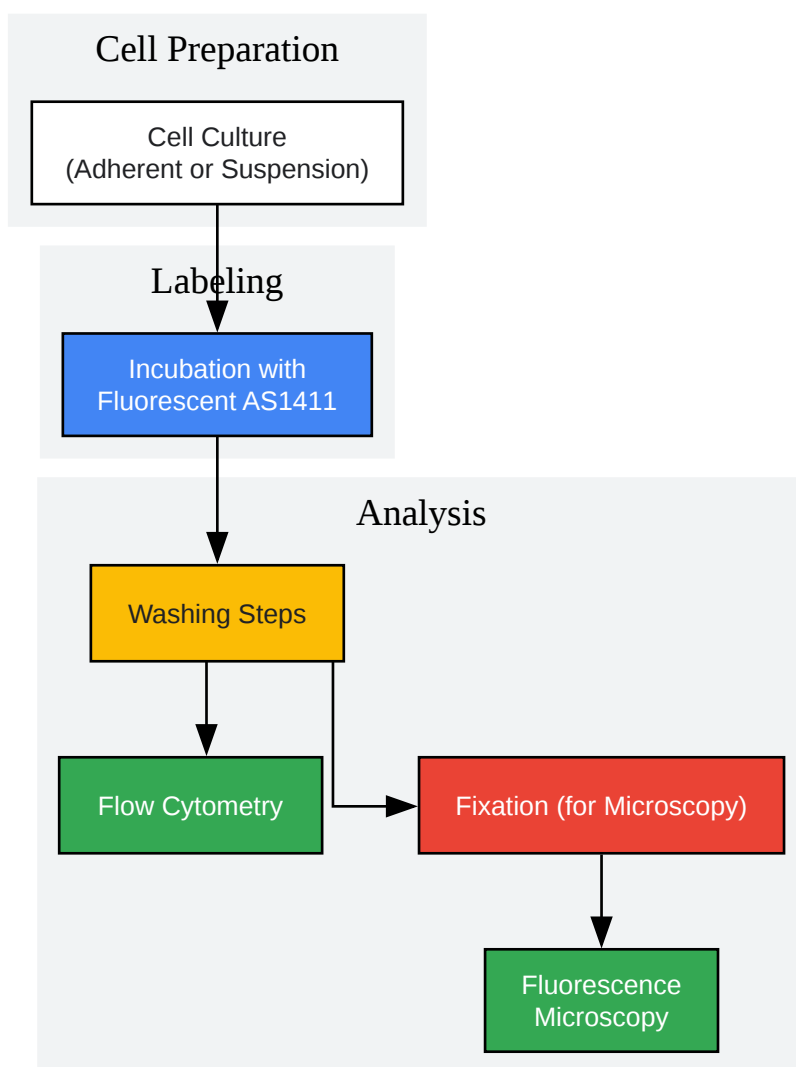 Cell Preparation
Cell Culture
(Adherent or Suspension)
Labeling
Incubation with
Fluorescent AS1411
Analysis
Washing Steps
Flow Cytometry
Fixation (for Microscopy)
Fluorescence
Microscopy